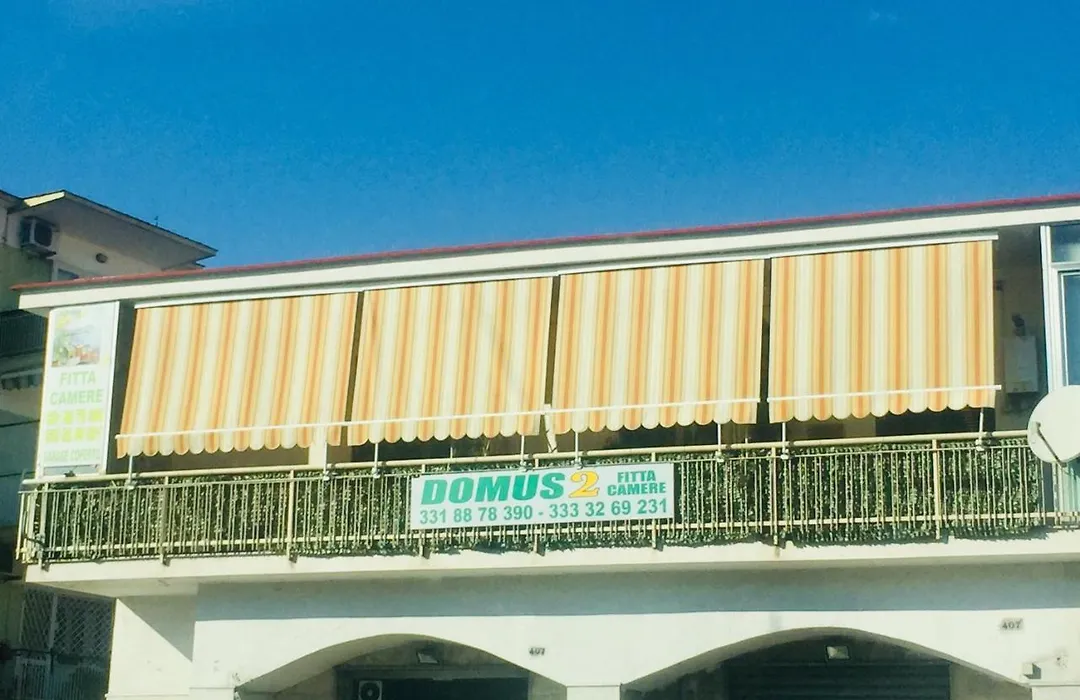 FITTA
CAMERE
DOMUS 2 FITTA
CAMERE
331 88 78 390 - 333 32 69 231
407
407